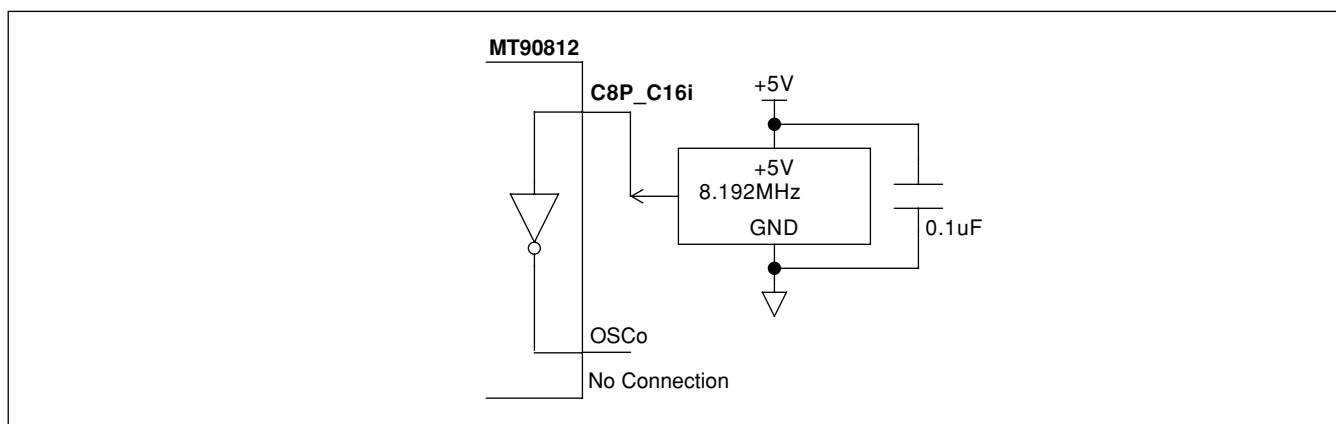 MT90812
C8P_C16i
+5V
+5V
8.192MHz
GND
0.1uF
OSCo
No Connection